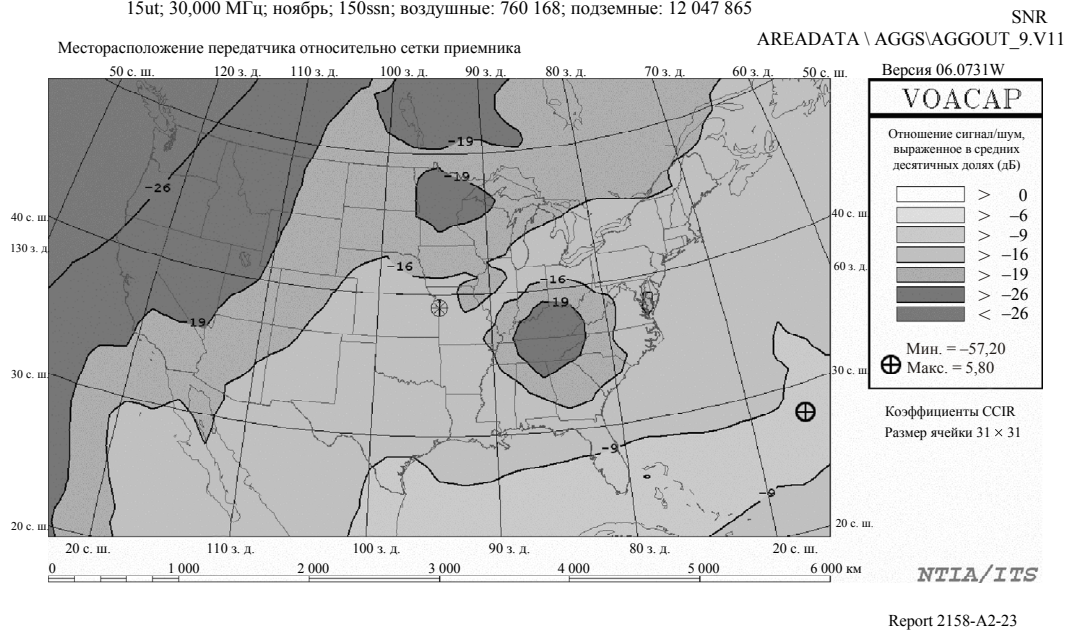 15ut; 30,000 МГц; ноябрь; 150ssn; воздушные: 760 168; подземные: 12 047 865
SNR
AREADATA \ AGGS\AGGOUT_9.V11
Месторасположение передатчика относительно сетки приемника
Версия 06.0731W
50 с. ш. 120 з. д. 110 з. д. 100 з. д. 90 з. д. 80 з. д. 70 з. д. 60 з. д. 50 с. ш.
VOACAP
Отношение сигнал/шум,
выраженное в средних
десятичных долях (дБ)
> 0
> –6
> –9
> –16
> –19
> –26
< –26
Мин. = –57,20
Макс. = 5,80
Коэффициенты CCIR
Размер ячейки 31 × 31
40 с. ш.
130 з. д.
30 с. ш.
20 с. ш.
-19
-19
-26
-16
-16
-19
-19
-9
-9
40 с. ш.
60 з. д.
30 с. ш.
20 с. ш.
20 с. ш. 110 з. д. 100 з. д. 90 з. д. 80 з. д. 20 с. ш.
0 1 000 2 000 3 000 4 000 5 000 6 000 км
NTIA/ITS
Report 2158-A2-23